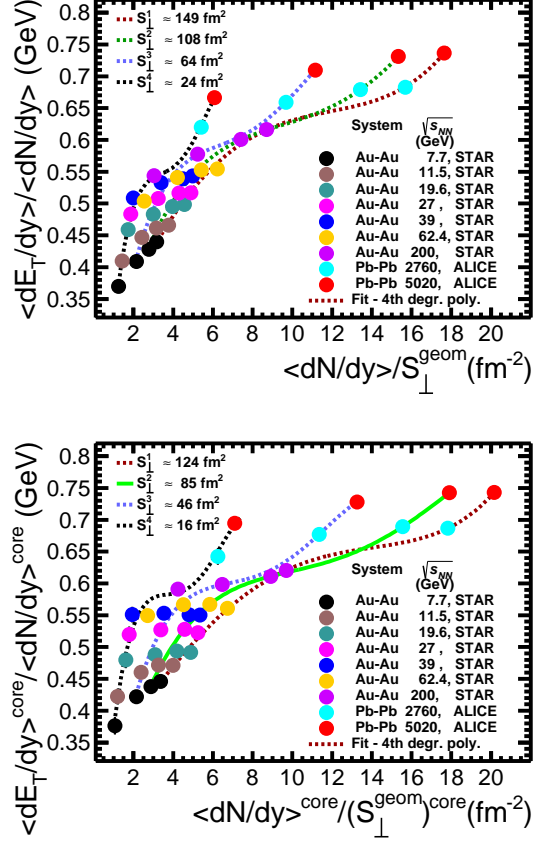 <dE_T/dy>/<dN/dy> (GeV)
0.8
0.75
0.7
0.65
0.6
0.55
0.5
0.45
0.4
0.35
S⊥¹ ≈ 149 fm²
S⊥² ≈ 108 fm²
S⊥³ ≈ 64 fm²
S⊥⁴ ≈ 24 fm²
System √s_NN (GeV)
Au-Au 7.7, STAR
Au-Au 11.5, STAR
Au-Au 19.6, STAR
Au-Au 27 , STAR
Au-Au 39 , STAR
Au-Au 62.4, STAR
Au-Au 200, STAR
Pb-Pb 2760, ALICE
Pb-Pb 5020, ALICE
Fit - 4th degr. poly.
0 2 4 6 8 10 12 14 16 18 20
<dN/dy>/S⊥^geom (fm⁻²)
<dE_T/dy>^core/<dN/dy>^core (GeV)
0.8
0.75
0.7
0.65
0.6
0.55
0.5
0.45
0.4
0.35
S⊥¹ ≈ 124 fm²
S⊥² ≈ 85 fm²
S⊥³ ≈ 46 fm²
S⊥⁴ ≈ 16 fm²
System √s_NN (GeV)
Au-Au 7.7, STAR
Au-Au 11.5, STAR
Au-Au 19.6, STAR
Au-Au 27 , STAR
Au-Au 39 , STAR
Au-Au 62.4, STAR
Au-Au 200, STAR
Pb-Pb 2760, ALICE
Pb-Pb 5020, ALICE
Fit - 4th degr. poly.
0 2 4 6 8 10 12 14 16 18 20
<dN/dy>^core/(S⊥^geom)^core (fm⁻²)